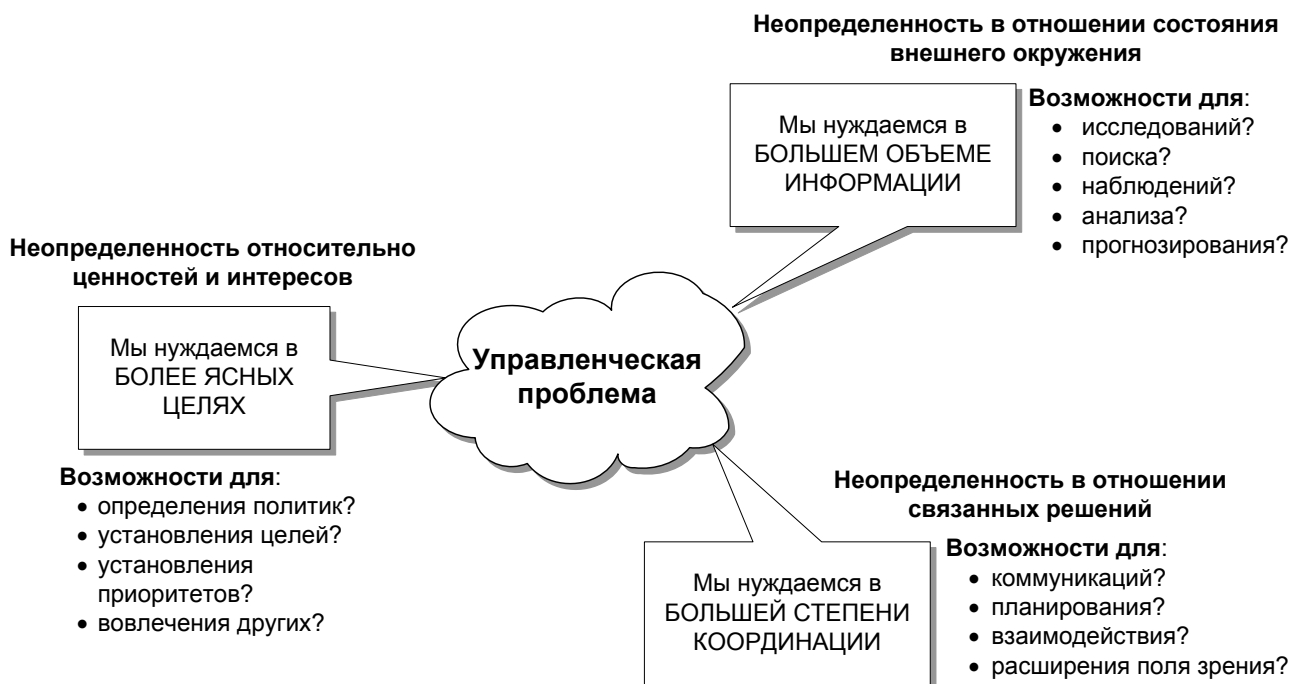 Неопределенность в отношении состояния
внешнего окружения
Мы нуждаемся в
БОЛЬШЕМ ОБЪЕМЕ
ИНФОРМАЦИИ
Возможности для:
• исследований?
• поиска?
• наблюдений?
• анализа?
• прогнозирования?
Неопределенность относительно
ценностей и интересов
Мы нуждаемся в
БОЛЕЕ ЯСНЫХ
ЦЕЛЯХ
Возможности для:
• определения политик?
• установления целей?
• установления
приоритетов?
• вовлечения других?
Управленческая
проблема
Неопределенность в отношении
связанных решений
Мы нуждаемся в
БОЛЬШЕЙ СТЕПЕНИ
КООРДИНАЦИИ
Возможности для:
• коммуникаций?
• планирования?
• взаимодействия?
• расширения поля зрения?